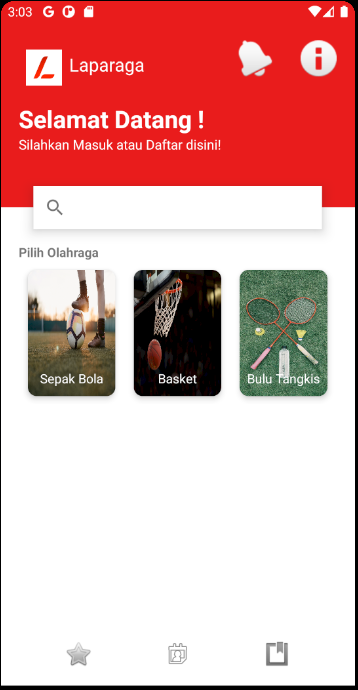 3:03
Laparaga
Selamat Datang !
Silahkan Masuk atau Daftar disini!
Pilih Olahraga
Sepak Bola
Basket
Bulu Tangkis